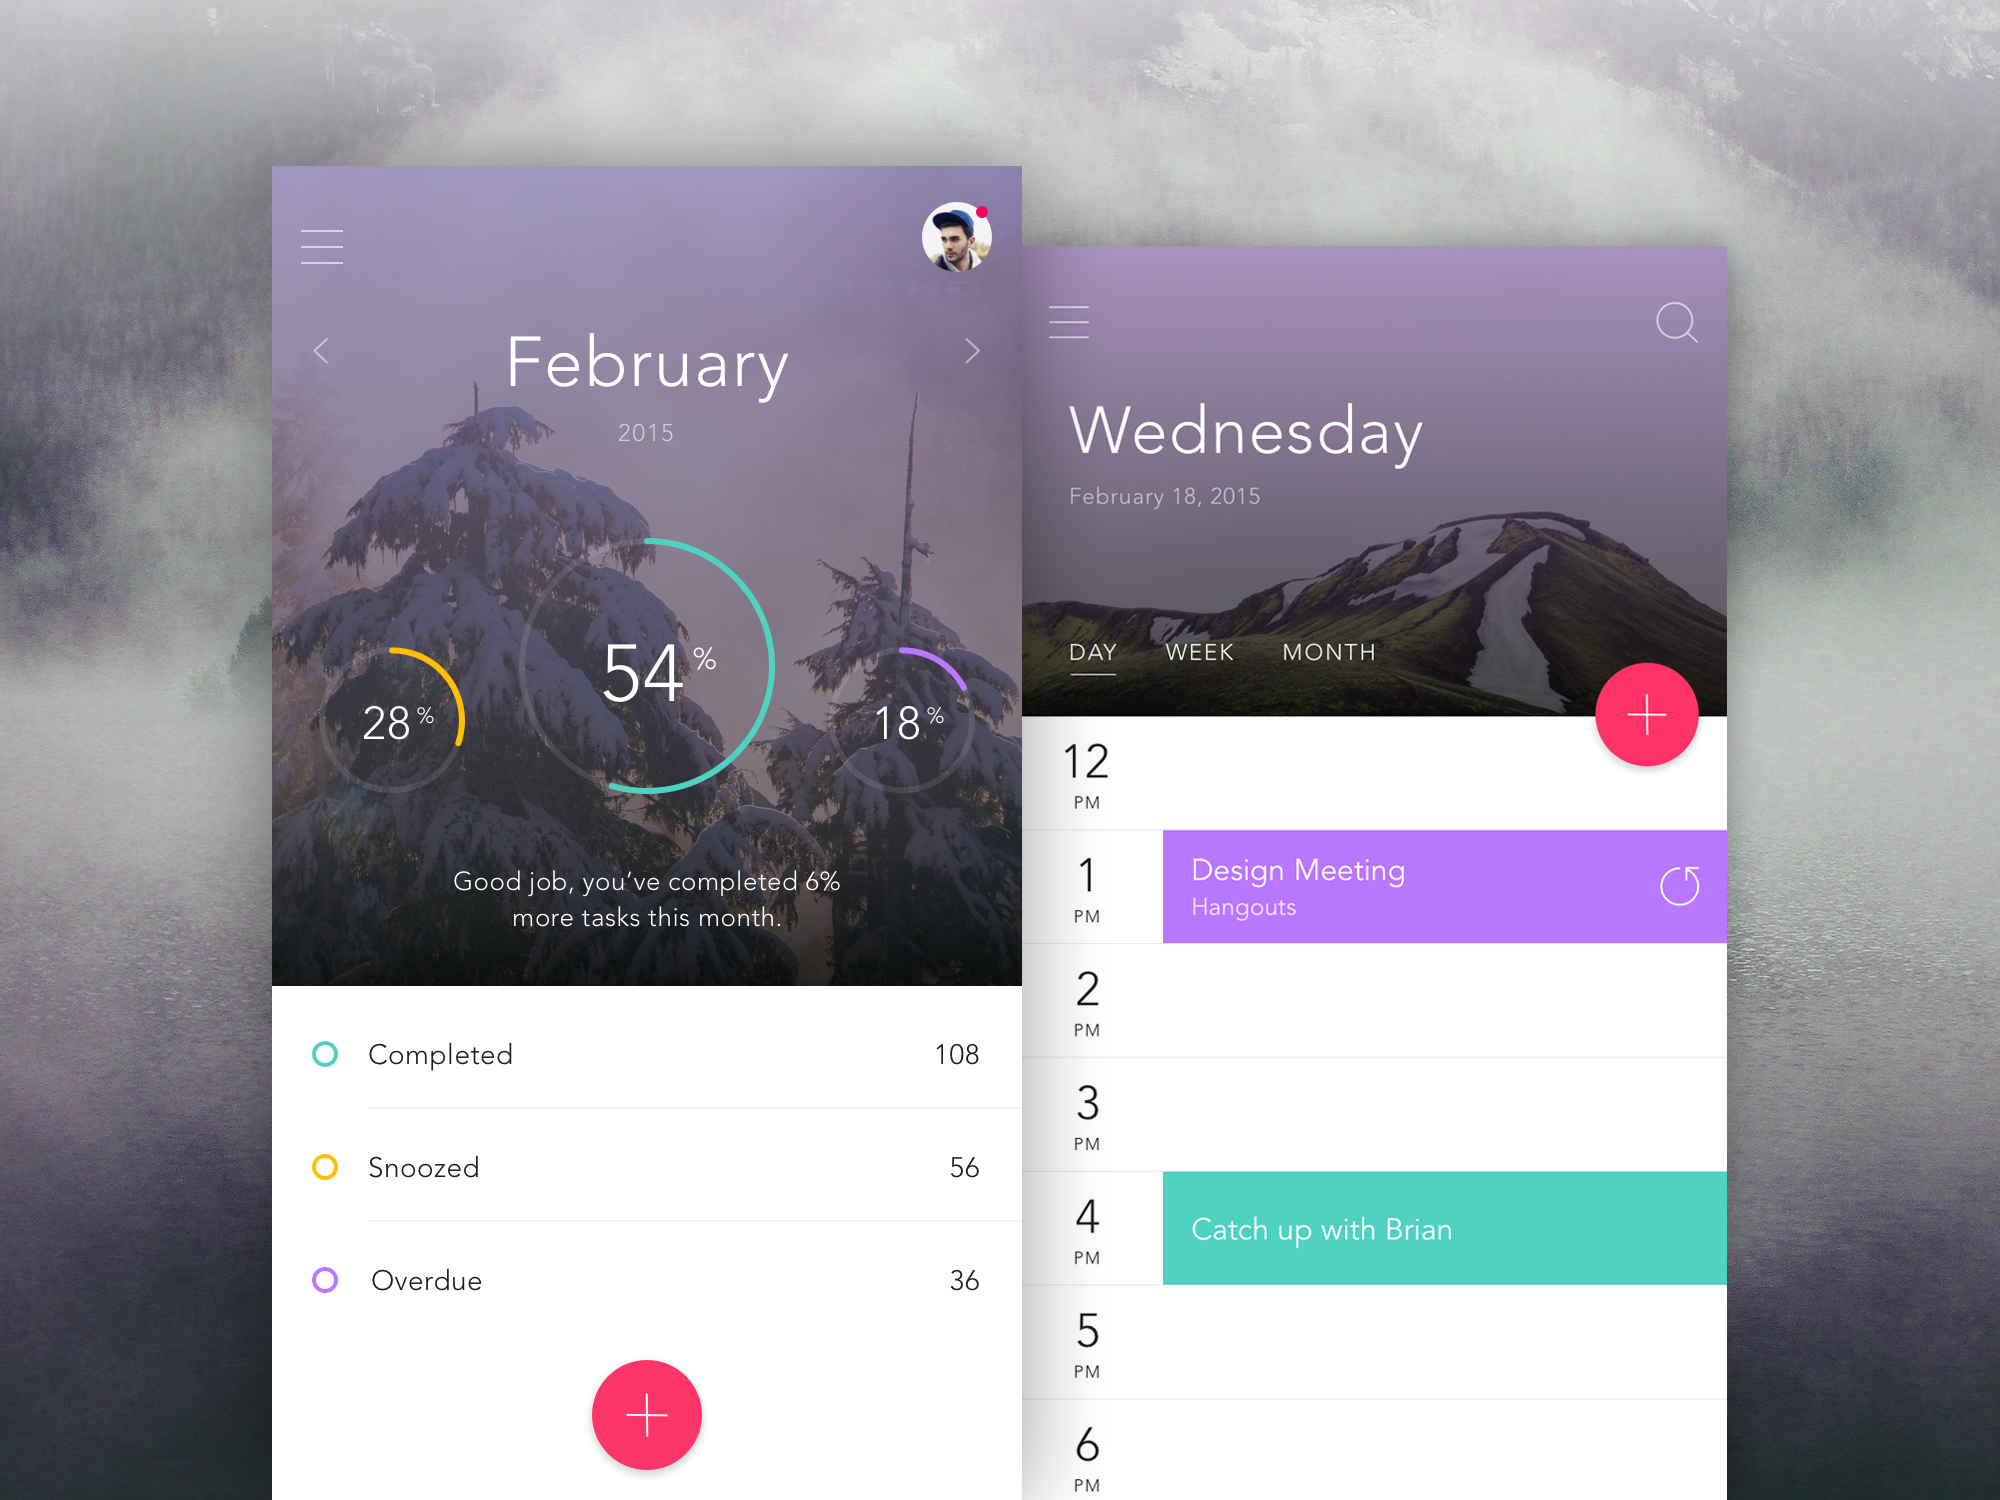 February
2015
28%
54%
18%
Good job, you’ve completed 6%
more tasks this month.
Completed 108
Snoozed 56
Overdue 36
Wednesday
February 18, 2015
DAY WEEK MONTH
12
PM
1
PM
Design Meeting
Hangouts
2
PM
3
PM
4
PM
Catch up with Brian
5
PM
6
PM